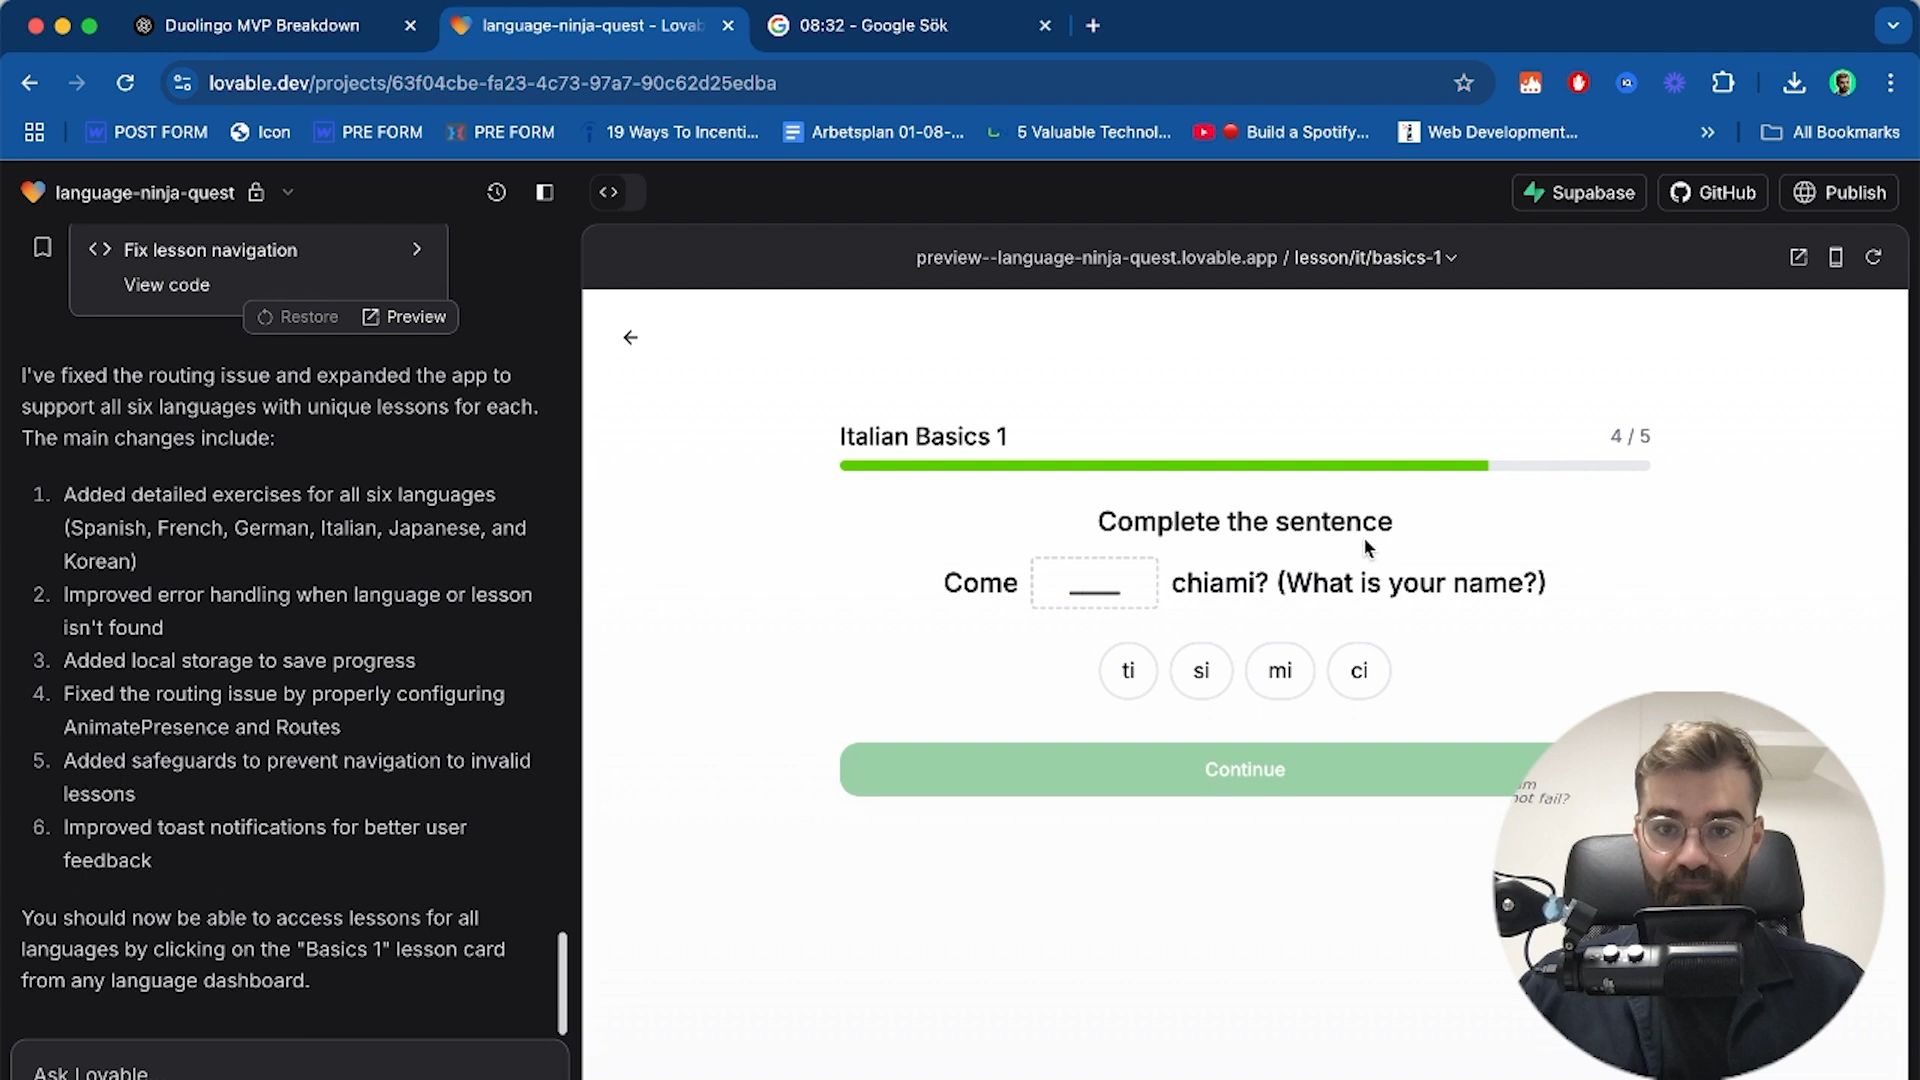 Duolingo MVP Breakdown
language-ninja-quest - Lovab
08:32 - Google Sök
lovable.dev/projects/63f04cbe-fa23-4c73-97a7-90c62d25edba
POST FORM
Icon
PRE FORM
PRE FORM
19 Ways To Incenti...
Arbetsplan 01-08-...
5 Valuable Technol...
Build a Spotify...
Web Development...
All Bookmarks
language-ninja-quest
Supabase
GitHub
Publish
Fix lesson navigation
View code
Restore
Preview
I've fixed the routing issue and expanded the app to
support all six languages with unique lessons for each.
The main changes include:
1. Added detailed exercises for all six languages
(Spanish, French, German, Italian, Japanese, and
Korean)
2. Improved error handling when language or lesson
isn't found
3. Added local storage to save progress
4. Fixed the routing issue by properly configuring
AnimatePresence and Routes
5. Added safeguards to prevent navigation to invalid
lessons
6. Improved toast notifications for better user
feedback
You should now be able to access lessons for all
languages by clicking on the "Basics 1" lesson card
from any language dashboard.
Ask Lovable
preview--language-ninja-quest.lovable.app / lesson/it/basics-1
Italian Basics 1
4 / 5
Complete the sentence
Come ____ chiami? (What is your name?)
ti
si
mi
ci
Continue
not fail?